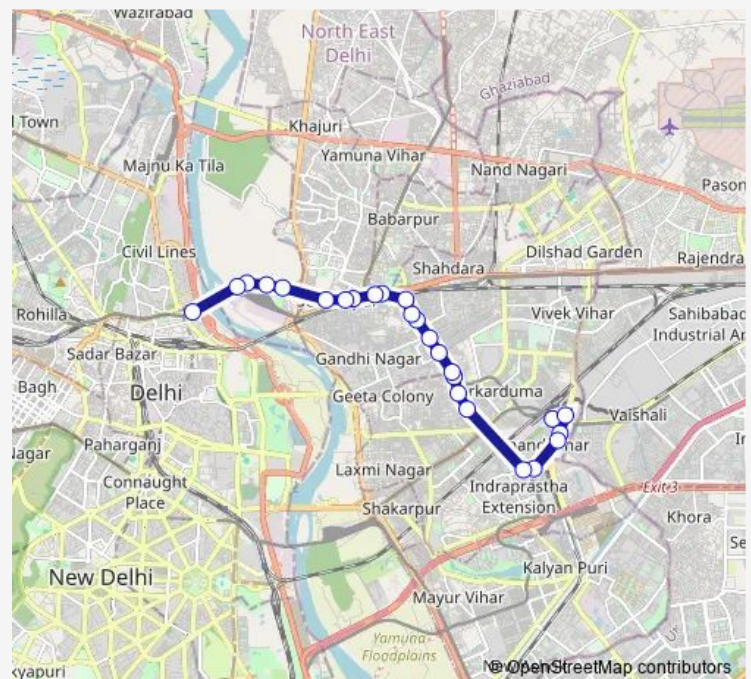 Wazirabad
North East
Delhi
Ghaziabad
Town
Khajuri
Majnu Ka Tila
Yamuna Vihar
Nand Nagari
Pason
Babarpur
Civil Lines
Shahdara
Dilshad Garden
Rajendra
Rohilla
Vivek Vihar
Sahibabad
Industrial Ar
Sadar Bazar
Gandhi Nagar
Bagh
Delhi
Geeta Colony
rkarduma
Vaishali
Nagar
Paharganj
Connaught
Place
Laxmi Nagar
Indraprastha
Extension
Exit 3
Shakarpur
Khora
Se
New Delhi
Kalyan Puri
Mayur Vihar
Yamuna
Floodplains
kyapuri
© OpenStreetMap contributors